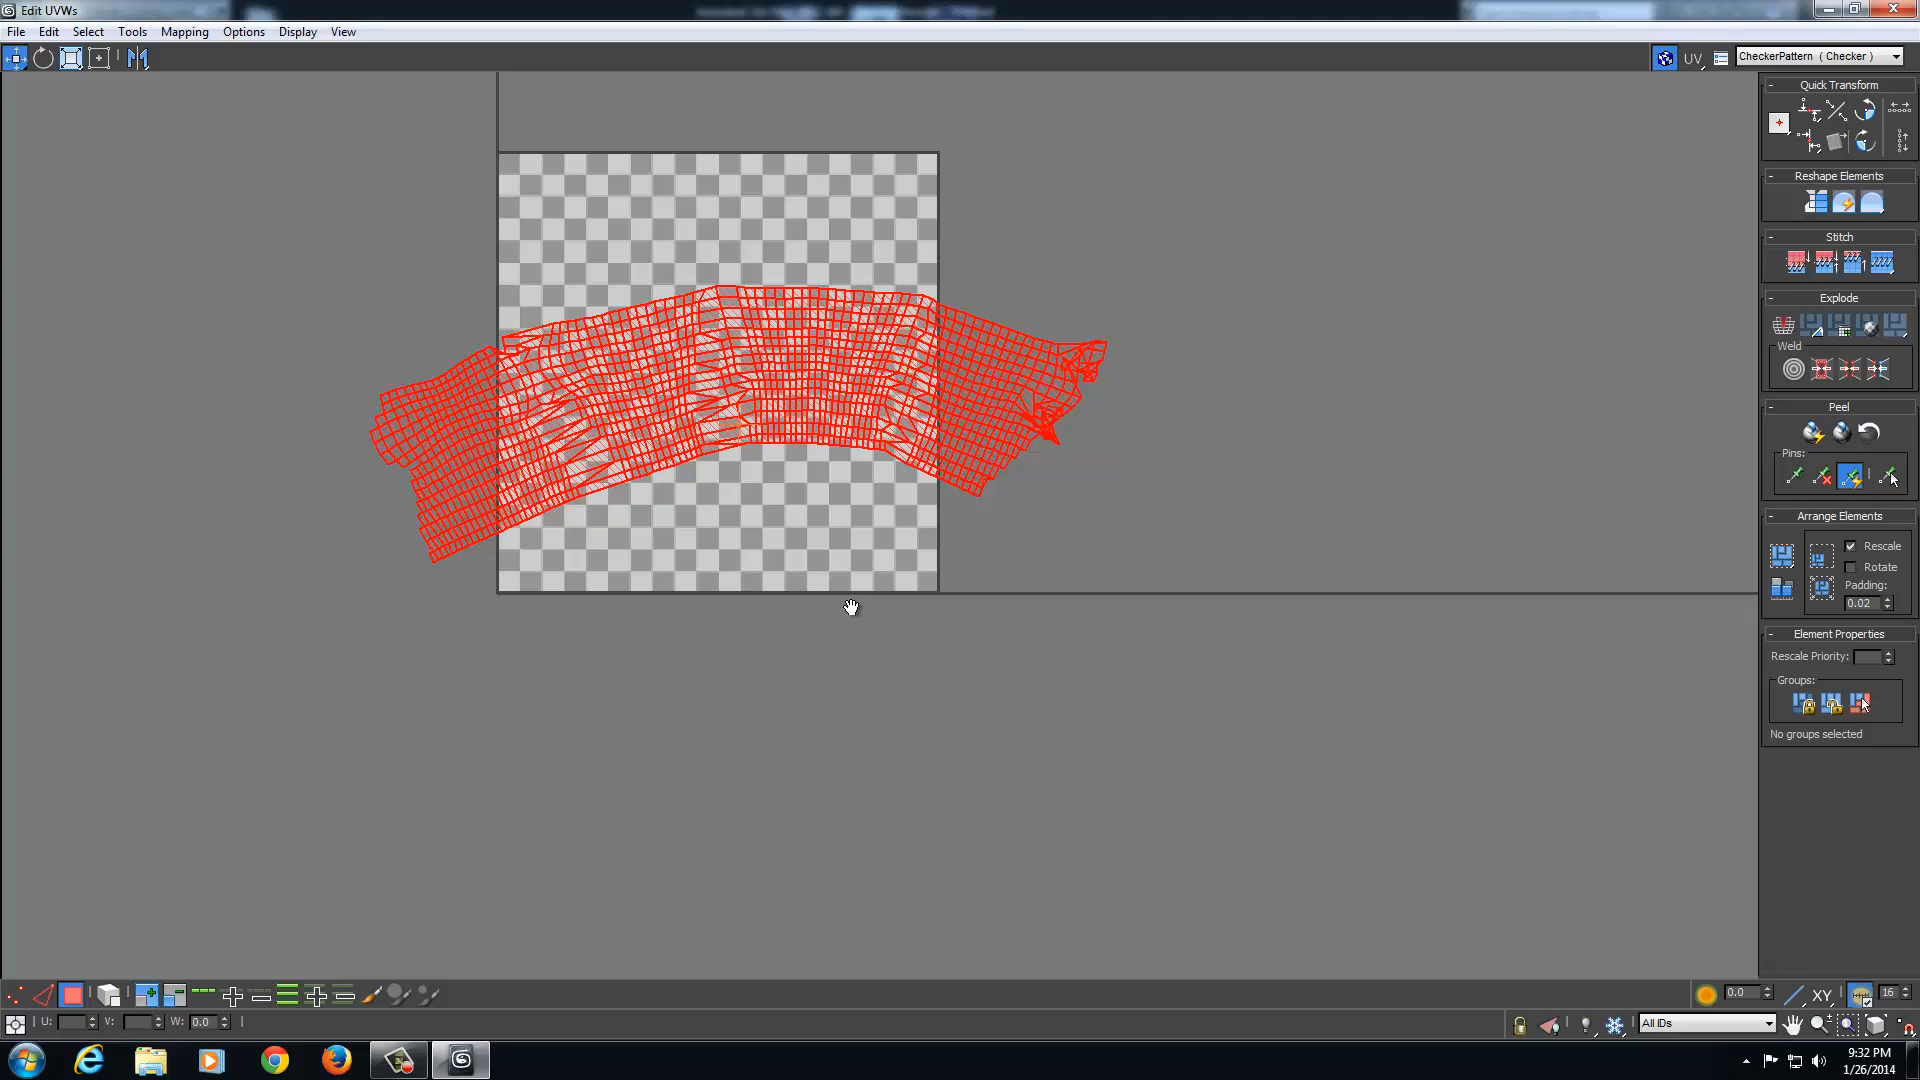 Edit UVWs
File Edit Select Tools Mapping Options Display View
UV CheckerPattern ( Checker )
Quick Transform
Reshape Elements
Stitch
Explode
Weld
Peel
Pins:
Arrange Elements
Rescale
Rotate
Padding:
0.02
Element Properties
Rescale Priority:
Groups:
No groups selected
0.0 XY 16
U: V: W: 0.0 All IDs
9:32 PM
1/26/2014